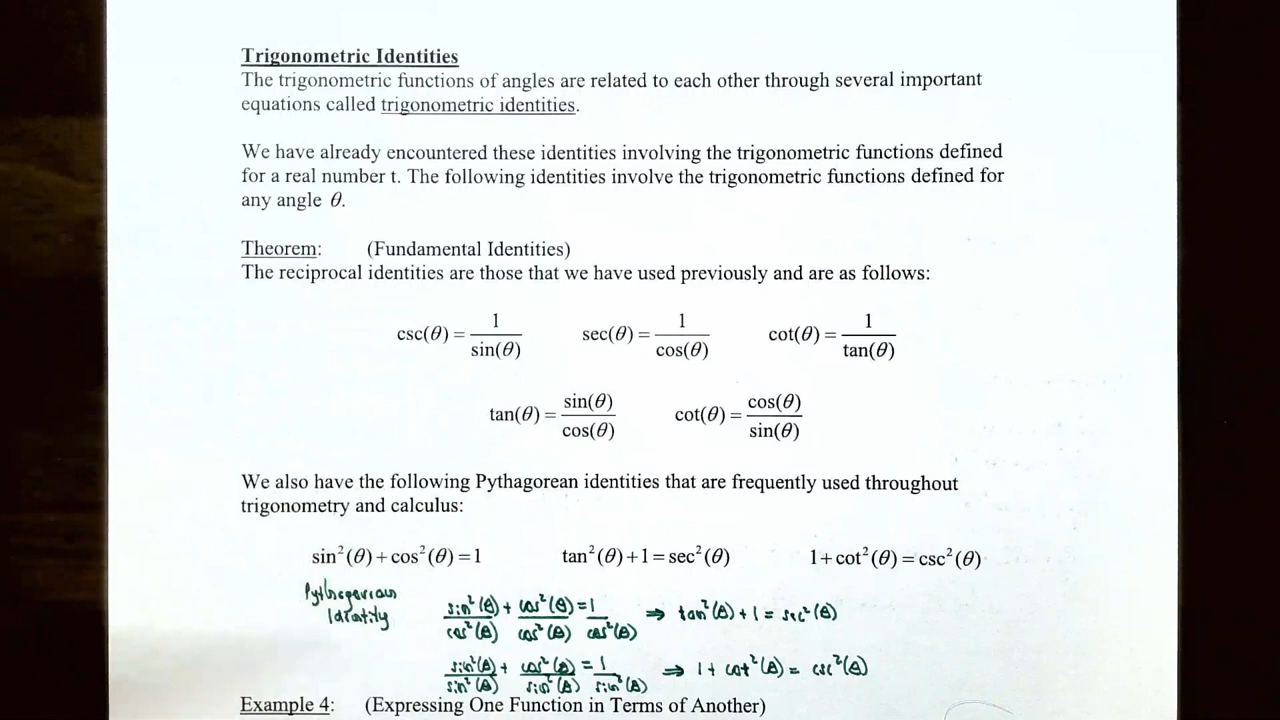 Trigonometric Identities
The trigonometric functions of angles are related to each other through several important
equations called trigonometric identities.
We have already encountered these identities involving the trigonometric functions defined
for a real number t. The following identities involve the trigonometric functions defined for
any angle θ.
Theorem: (Fundamental Identities)
The reciprocal identities are those that we have used previously and are as follows:
csc(θ) = 1/sin(θ) sec(θ) = 1/cos(θ) cot(θ) = 1/tan(θ)
tan(θ) = sin(θ)/cos(θ) cot(θ) = cos(θ)/sin(θ)
We also have the following Pythagorean identities that are frequently used throughout
trigonometry and calculus:
sin²(θ) + cos²(θ) = 1 tan²(θ) + 1 = sec²(θ) 1 + cot²(θ) = csc²(θ)
Pythagorean
Identity
sin²(θ)/cos²(θ) + cos²(θ)/cos²(θ) = 1/cos²(θ) ⇒ tan²(θ) + 1 = sec²(θ)
sin²(θ)/sin²(θ) + cos²(θ)/sin²(θ) = 1/sin²(θ) ⇒ 1 + cot²(θ) = csc²(θ)
Example 4: (Expressing One Function in Terms of Another)